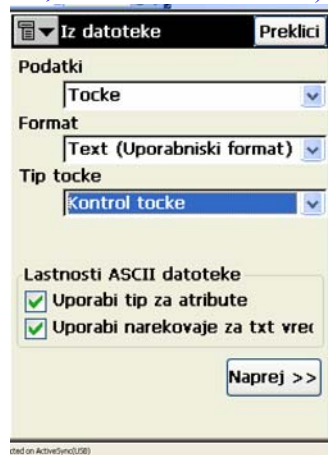 Iz datoteke Preklici
Podatki
Tocke
Format
Text (Uporabniski format)
Tip tocke
Kontrol tocke
Lastnosti ASCII datoteke
Uporabi tip za atribute
Uporabi narekovaje za txt
Naprej >>
cted on ActiveSync(USB)